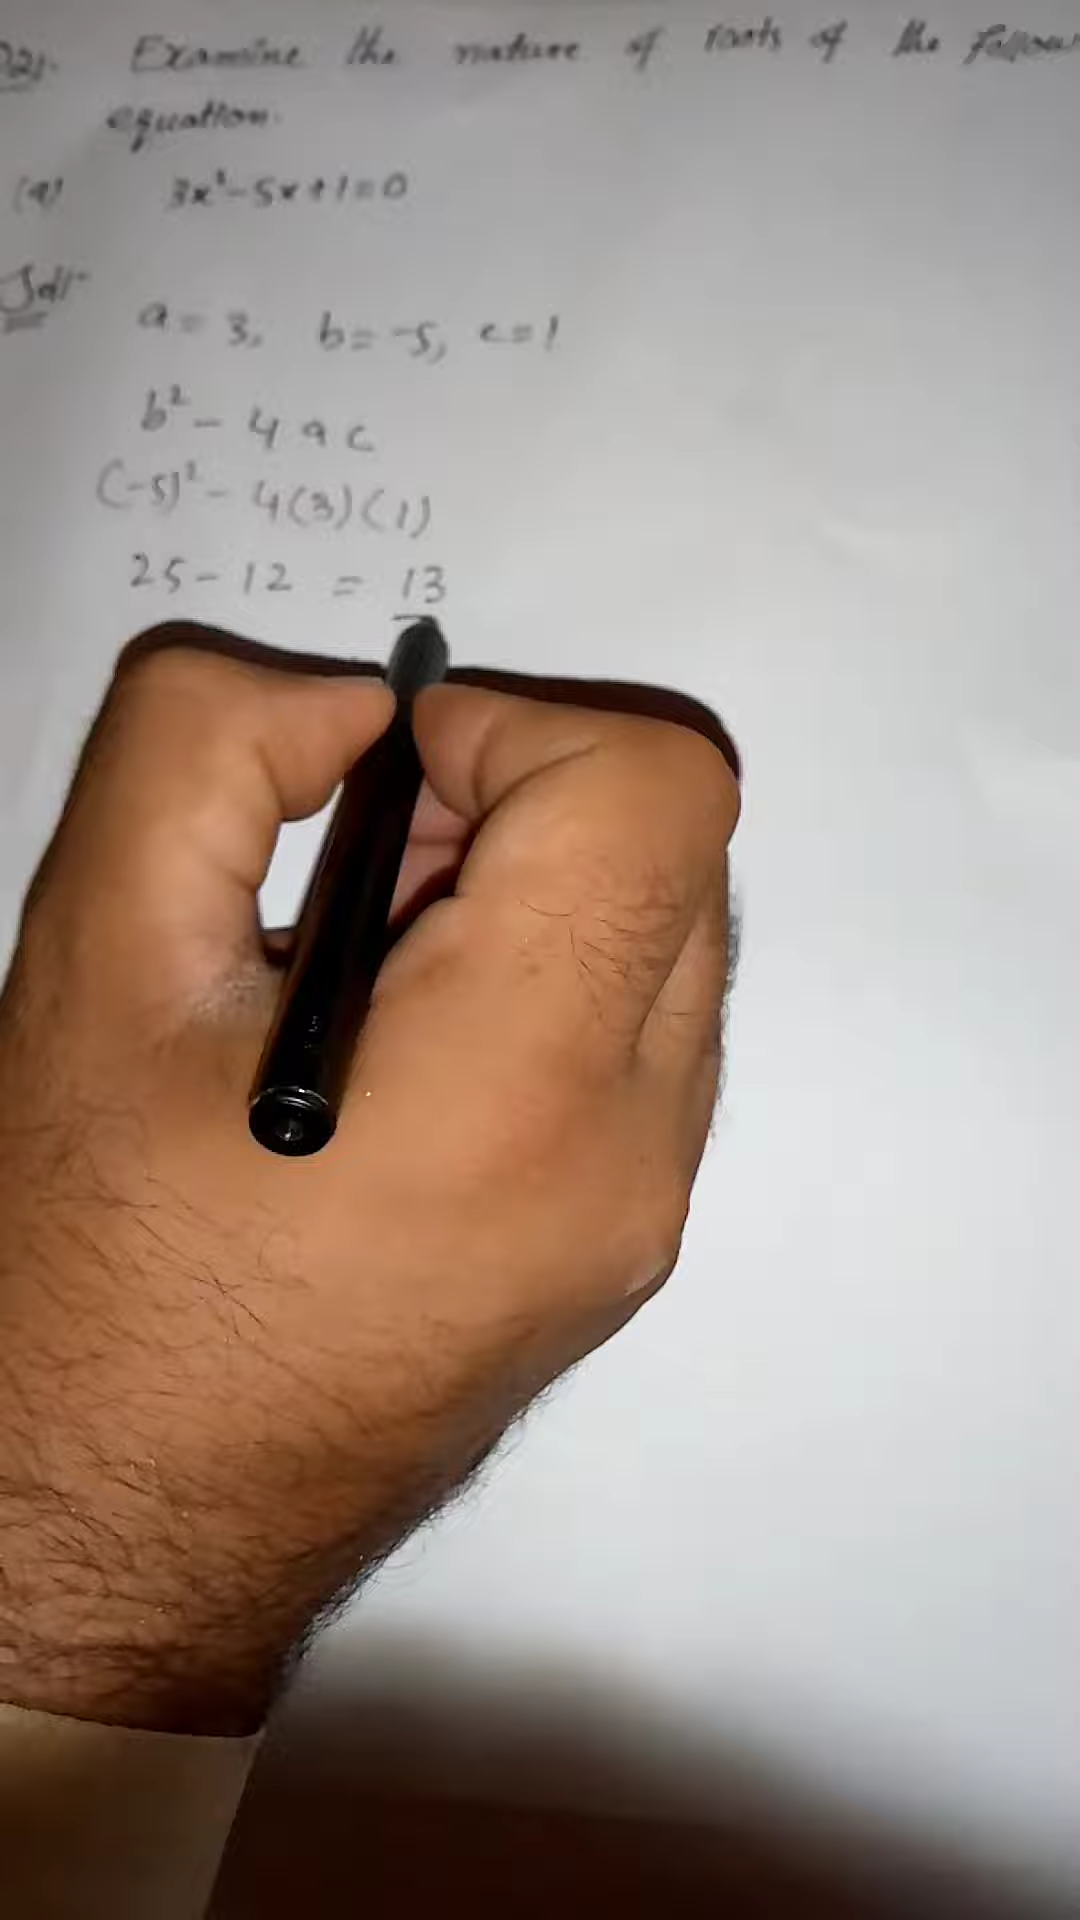 Q21. Examine the nature of roots of the follow
equation.
(a) 3x²-5x+1=0
Sol:-
a = 3, b = -5, c = 1
b² - 4ac
(-5)² - 4(3)(1)
25 - 12 = 13